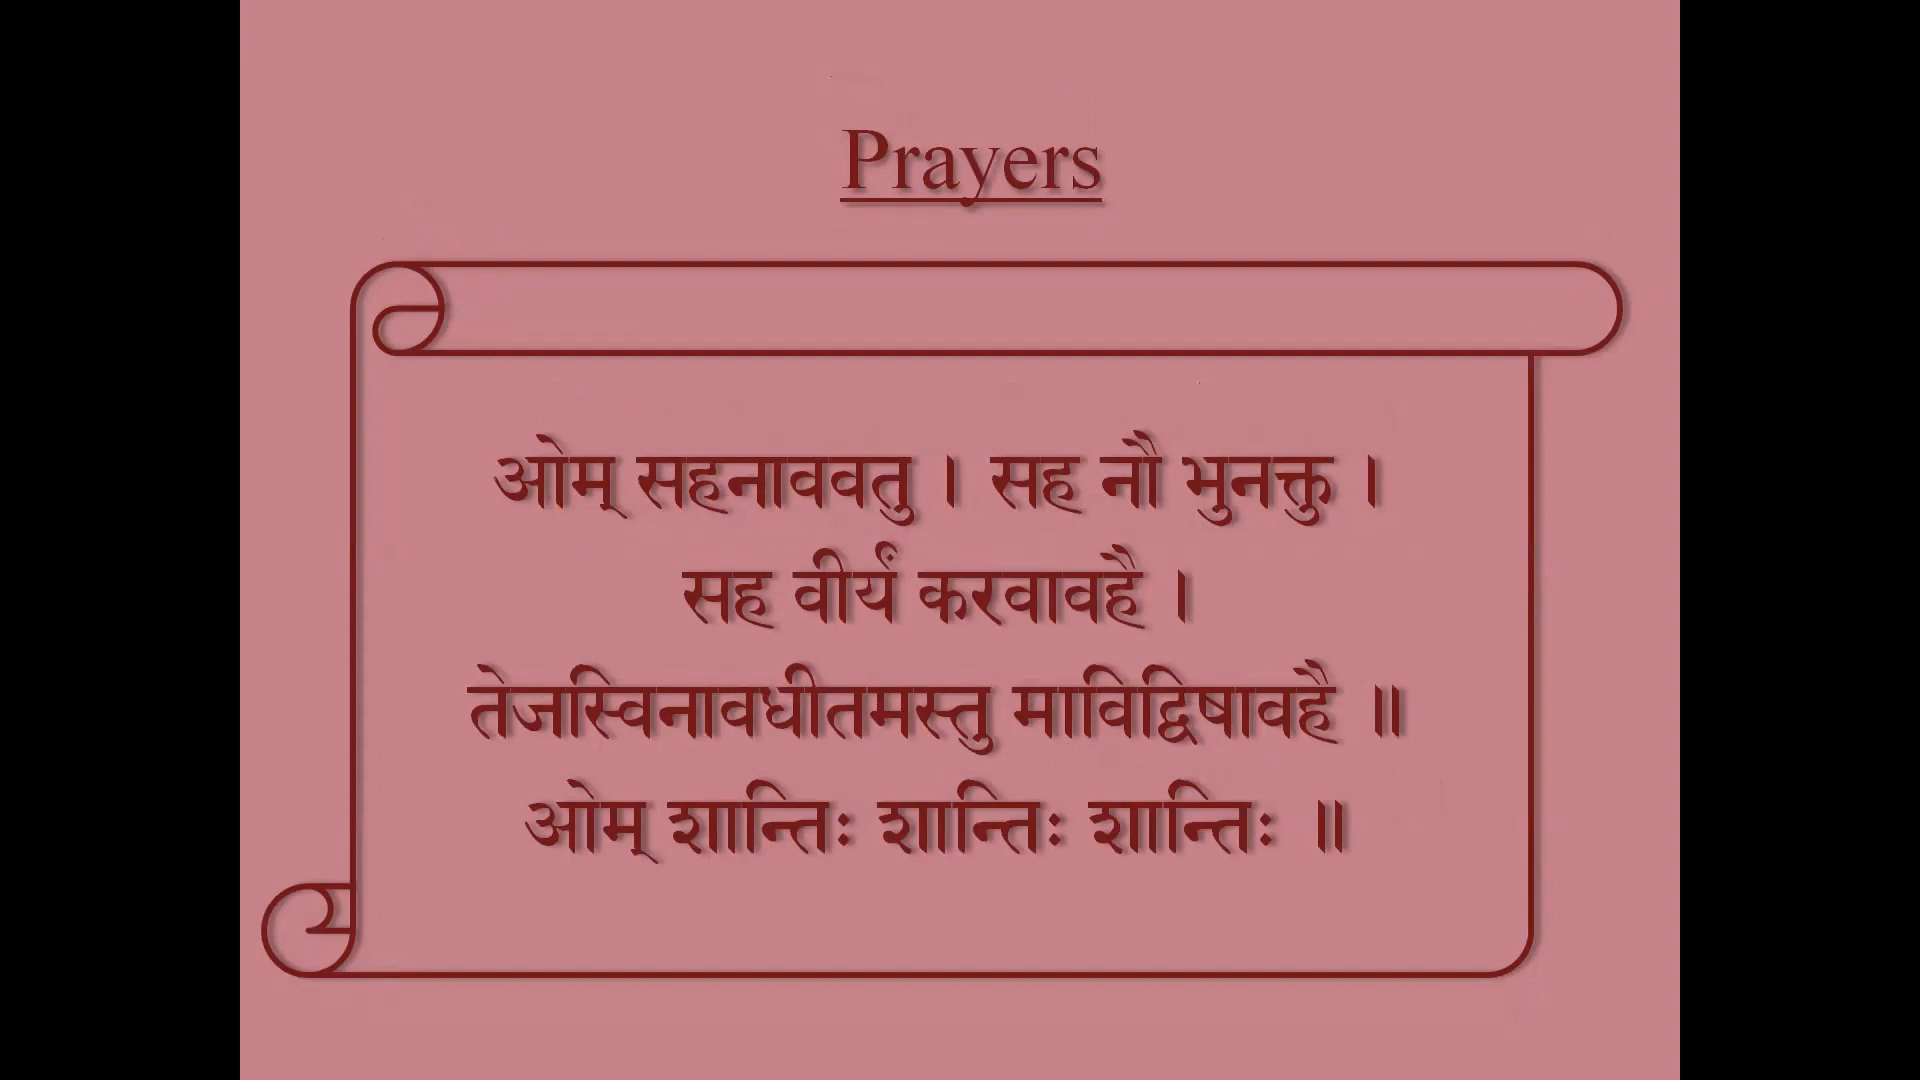 Prayers
ओम् सहनाववतु । सह नौ भुनक्तु ।
सह वीर्यं करवावहै ।
तेजस्विनावधीतमस्तु माविद्विषावहै ॥
ओम् शान्तिः शान्तिः शान्तिः ॥